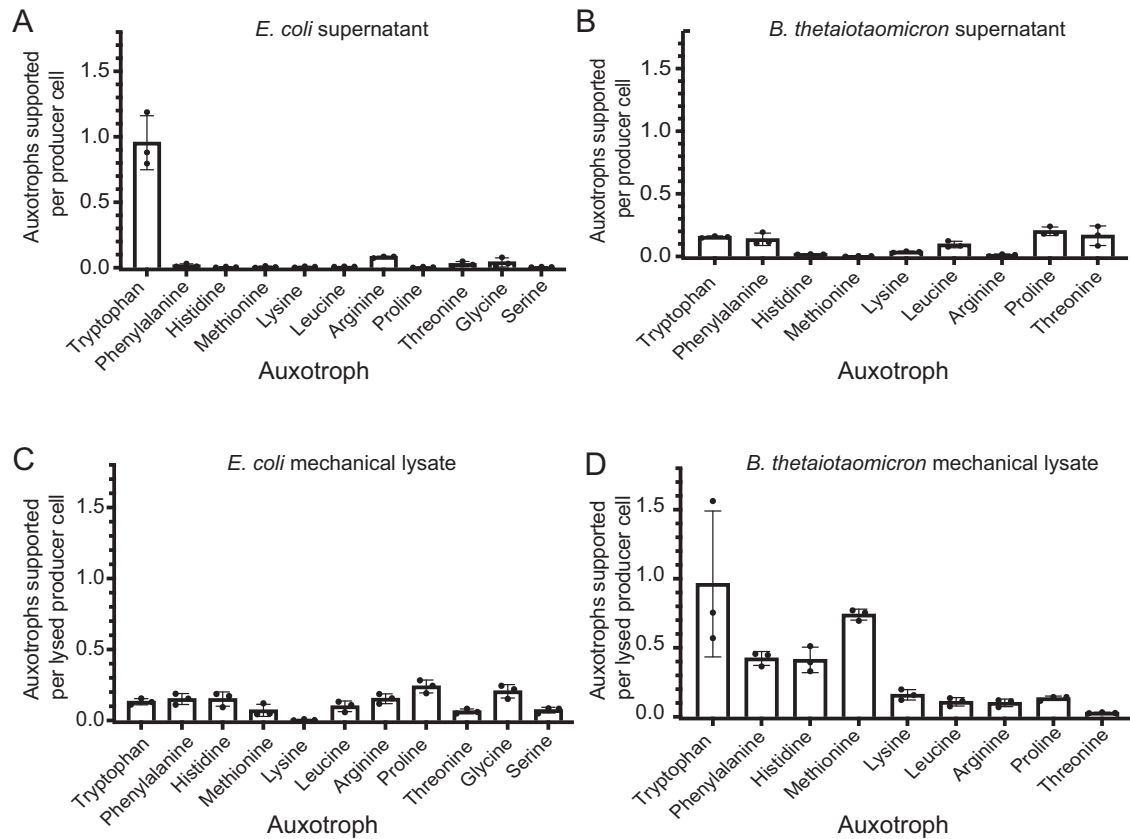 A
E. coli supernatant
Auxotrophs supported
per producer cell
1.5
1.0
0.5
0.0
Tryptophan
Phenylalanine
Histidine
Methionine
Lysine
Leucine
Arginine
Proline
Threonine
Glycine
Serine
Auxotroph
B
B. thetaiotaomicron supernatant
Auxotrophs supported
per producer cell
1.5
1.0
0.5
0.0
Tryptophan
Phenylalanine
Histidine
Methionine
Lysine
Leucine
Arginine
Proline
Threonine
Auxotroph
C
E. coli mechanical lysate
Auxotrophs supported
per lysed producer cell
1.5
1.0
0.5
0.0
Tryptophan
Phenylalanine
Histidine
Methionine
Lysine
Leucine
Arginine
Proline
Threonine
Glycine
Serine
Auxotroph
D
B. thetaiotaomicron mechanical lysate
Auxotrophs supported
per lysed producer cell
1.5
1.0
0.5
0.0
Tryptophan
Phenylalanine
Histidine
Methionine
Lysine
Leucine
Arginine
Proline
Threonine
Auxotroph